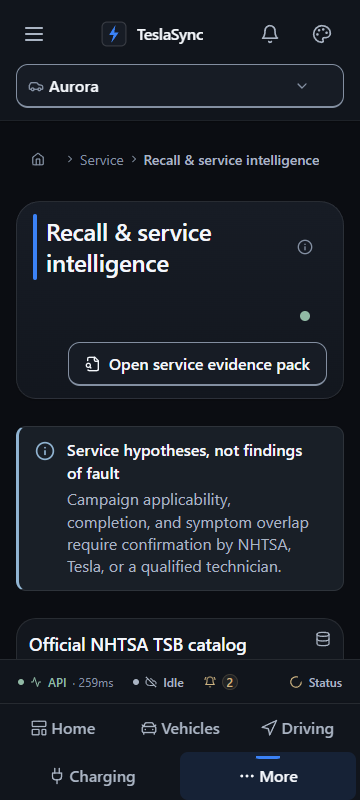 TeslaSync
Aurora
Service
Recall & service intelligence
Recall & service
intelligence
Open service evidence pack
Service hypotheses, not findings
of fault
Campaign applicability,
completion, and symptom overlap
require confirmation by NHTSA,
Tesla, or a qualified technician.
Official NHTSA TSB catalog
API · 259ms
Idle
2
Status
Home
Vehicles
Driving
Charging
More